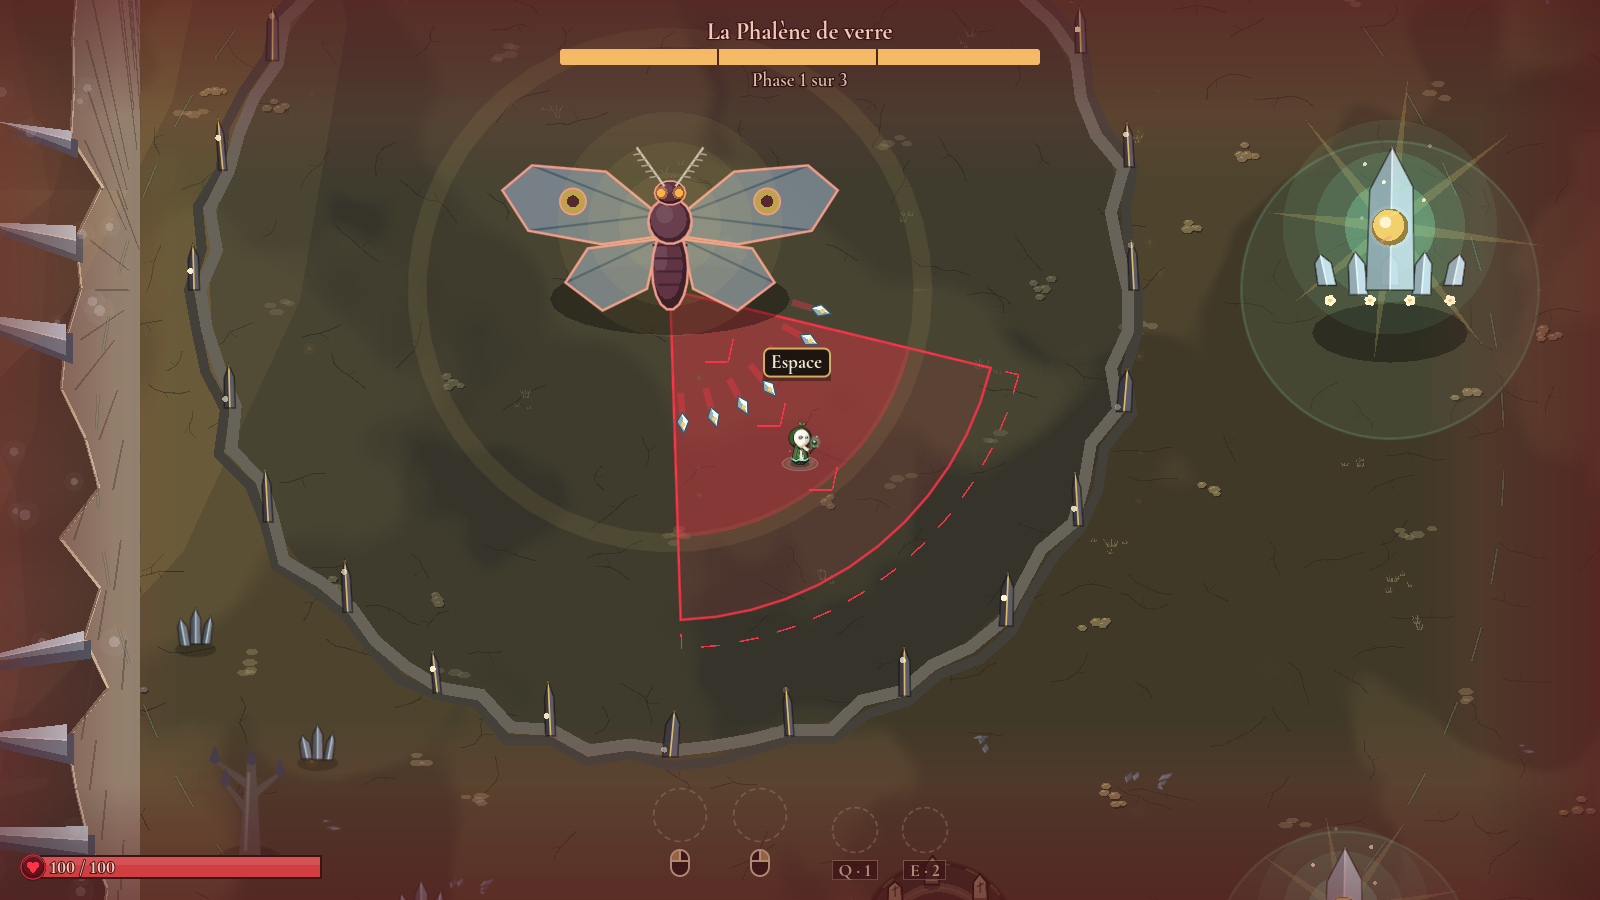 La Phalène de verre
Phase 1 sur 3
Espace
100 / 100
Q · 1
E · 2